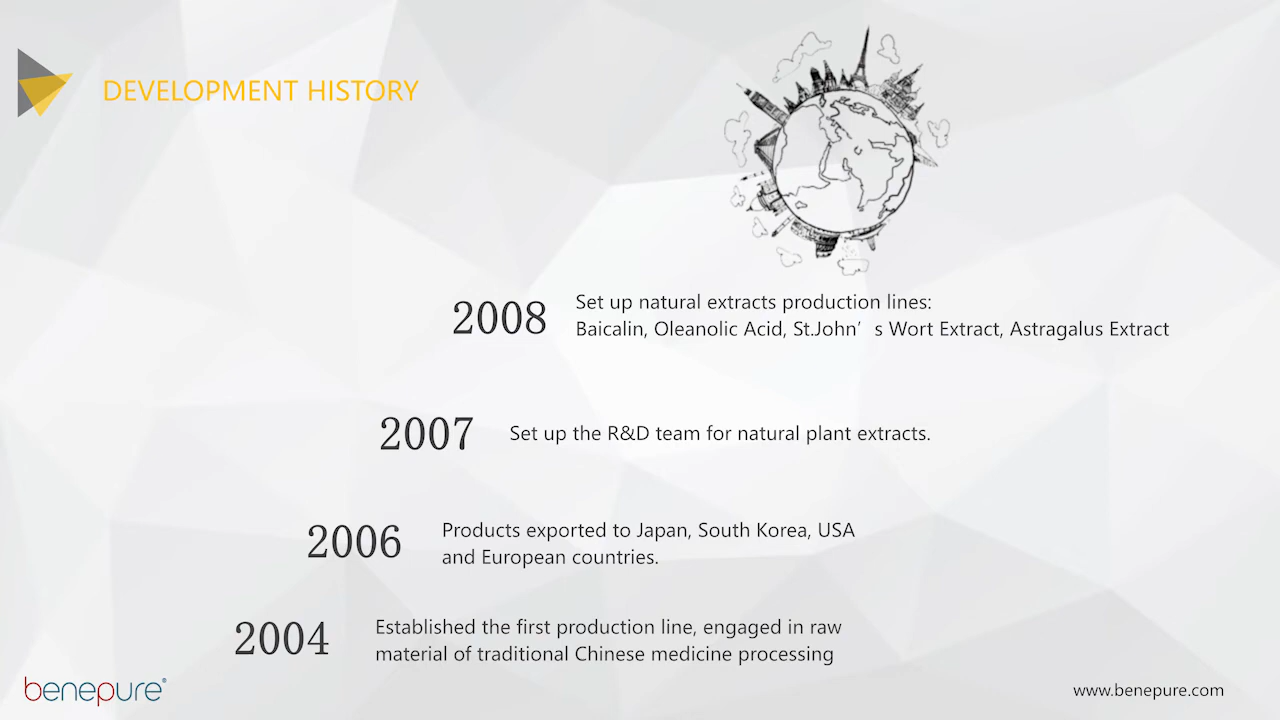 DEVELOPMENT HISTORY
2008
Set up natural extracts production lines:
Baicalin, Oleanolic Acid, St.John’s Wort Extract, Astragalus Extract
2007
Set up the R&D team for natural plant extracts.
2006
Products exported to Japan, South Korea, USA
and European countries.
2004
Established the first production line, engaged in raw
material of traditional Chinese medicine processing
benepure®
www.benepure.com